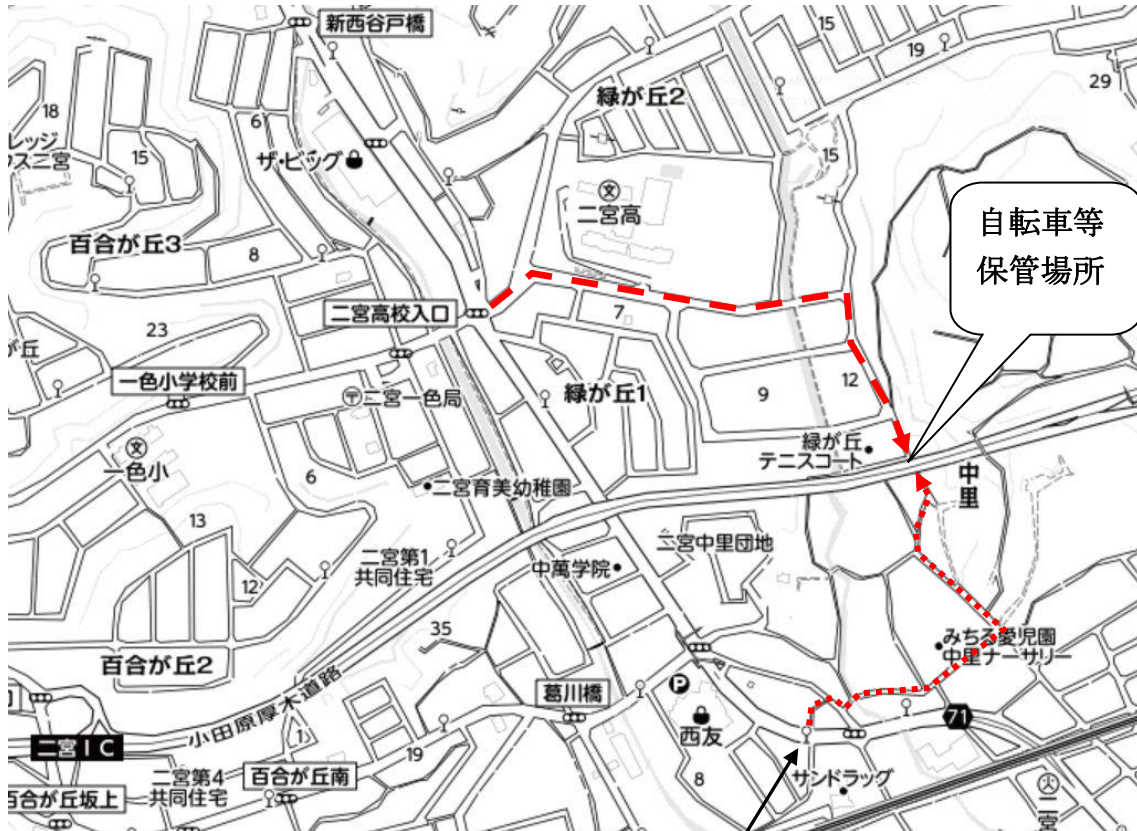 新西谷戸橋
15
19
18
緑が丘2
29
レッジ
ウス二宮
15
6
ザ・ビッグ
15
文
二宮高
自転車等
保管場所
百合が丘3
8
二宮高校入口
7
23
が丘
一色小学校前
12
〒二宮一色局
緑が丘1
9
文
一色小
緑が丘
テニスコート
6
中里
二宮育美幼稚園
13
二宮第1
共同住宅
二宮中里団地
中萬学院
12
35
みちる愛児園
中里ナーサリー
百合が丘2
P
葛川橋
71
小田原厚木道路
西友
二宮IC
19
二宮第4
共同住宅
百合が丘南
8
サンドラッグ
百合が丘坂上
火
二宮